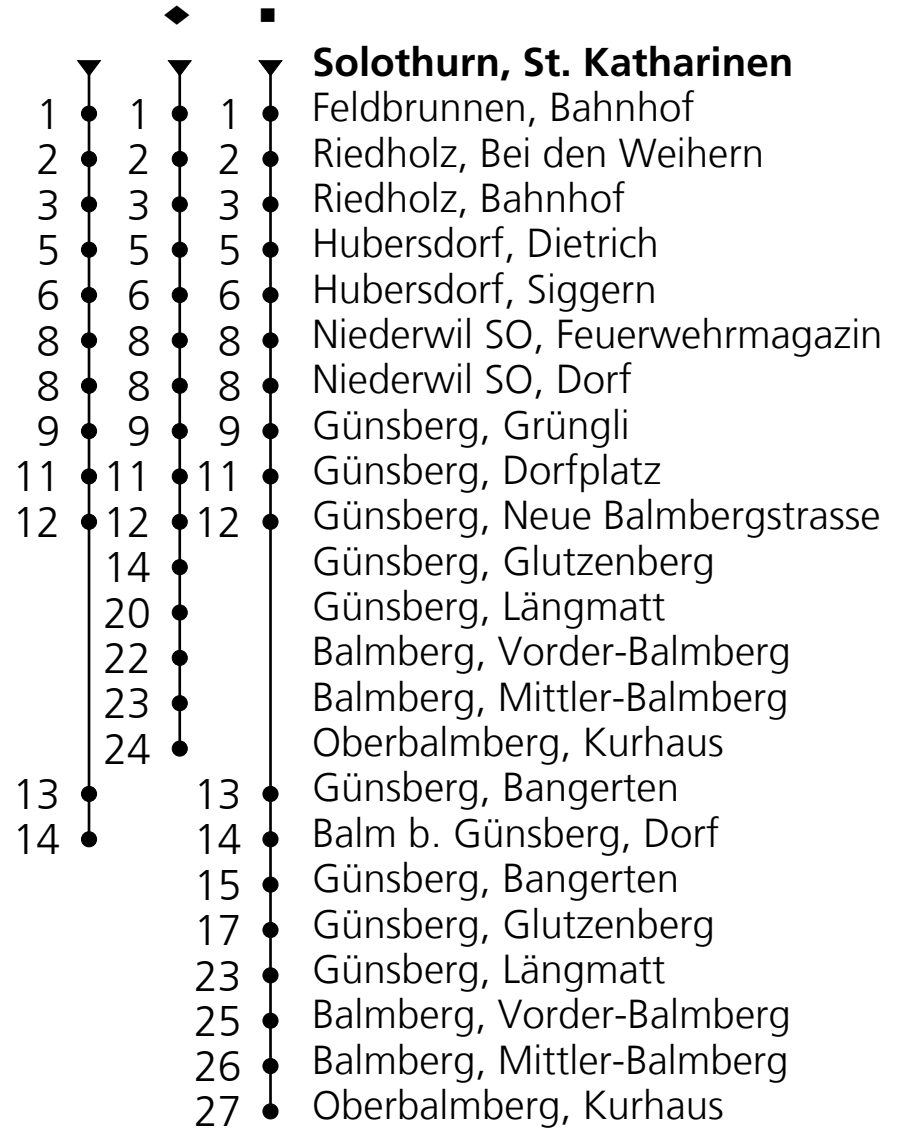 ◆ ■
Solothurn, St. Katharinen
1 1 1 Feldbrunnen, Bahnhof
2 2 2 Riedholz, Bei den Weihern
3 3 3 Riedholz, Bahnhof
5 5 5 Hubersdorf, Dietrich
6 6 6 Hubersdorf, Siggern
8 8 8 Niederwil SO, Feuerwehrmagazin
8 8 8 Niederwil SO, Dorf
9 9 9 Günsberg, Grüngli
11 11 11 Günsberg, Dorfplatz
12 12 12 Günsberg, Neue Balmbergstrasse
14 Günsberg, Glutzenberg
20 Günsberg, Längmatt
22 Balmberg, Vorder-Balmberg
23 Balmberg, Mittler-Balmberg
24 Oberbalmberg, Kurhaus
13 13 Günsberg, Bangerten
14 14 Balm b. Günsberg, Dorf
15 Günsberg, Bangerten
17 Günsberg, Glutzenberg
23 Günsberg, Längmatt
25 Balmberg, Vorder-Balmberg
26 Balmberg, Mittler-Balmberg
27 Oberbalmberg, Kurhaus